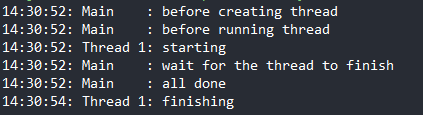 14:30:52: Main    : before creating thread
14:30:52: Main    : before running thread
14:30:52: Thread 1: starting
14:30:52: Main    : wait for the thread to finish
14:30:52: Main    : all done
14:30:54: Thread 1: finishing